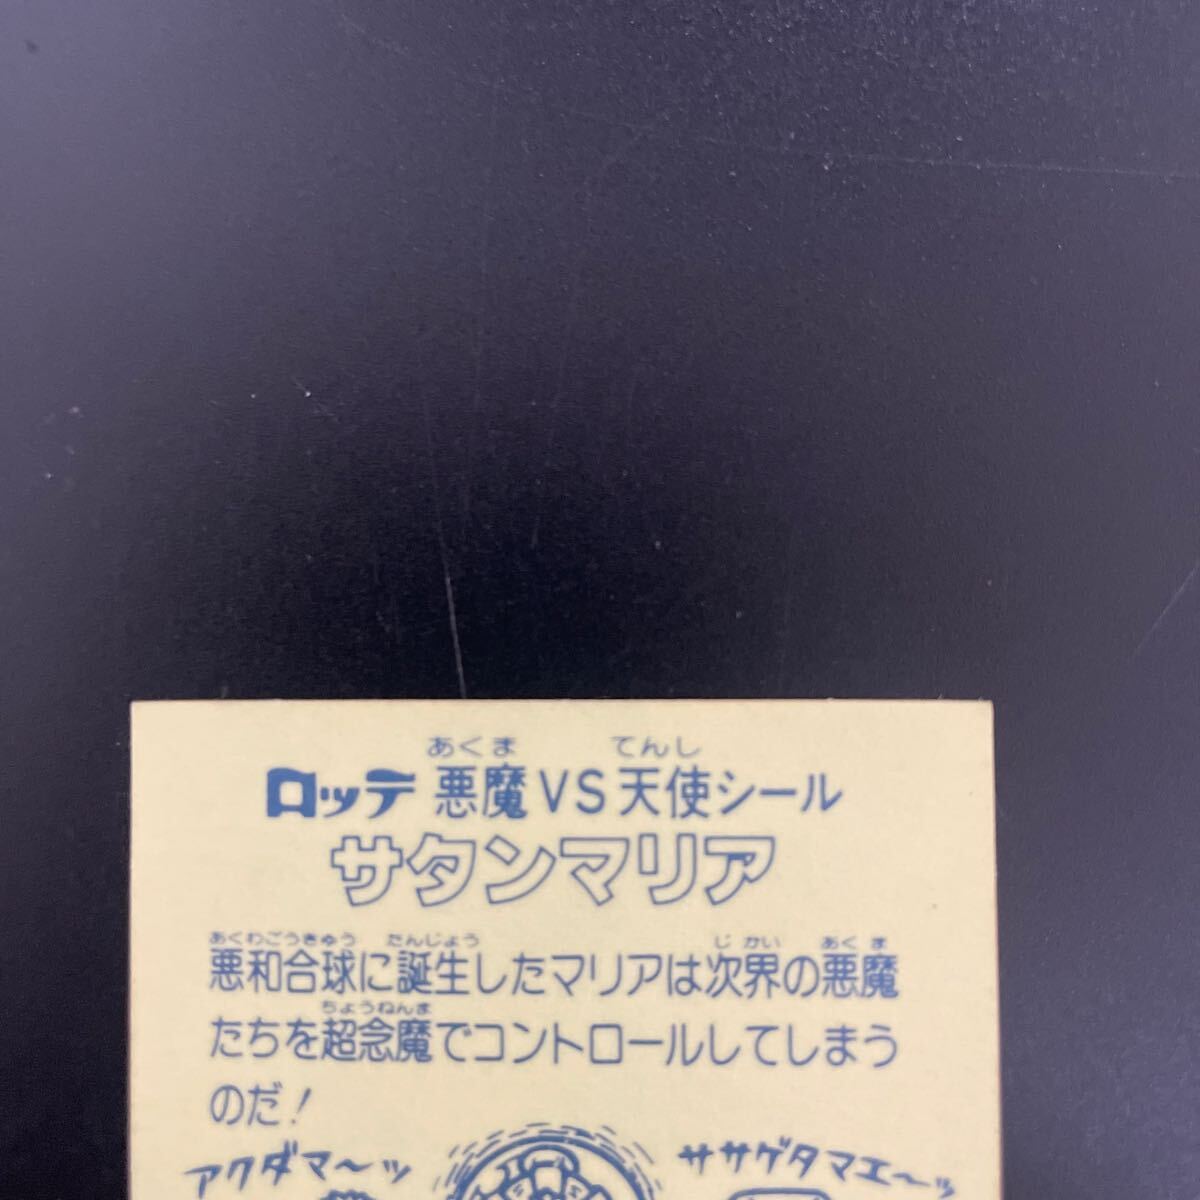 あくま てんし
ロッテ 悪魔VS天使シール
サタンマリア
あくわごうきゅう たんじょう じかい あくま
悪和合球に誕生したマリアは次界の悪魔
ちょうねんま
たちを超念魔でコントロールしてしまう
のだ!
アクダマ〜ッ ササゲタマエ〜ッ